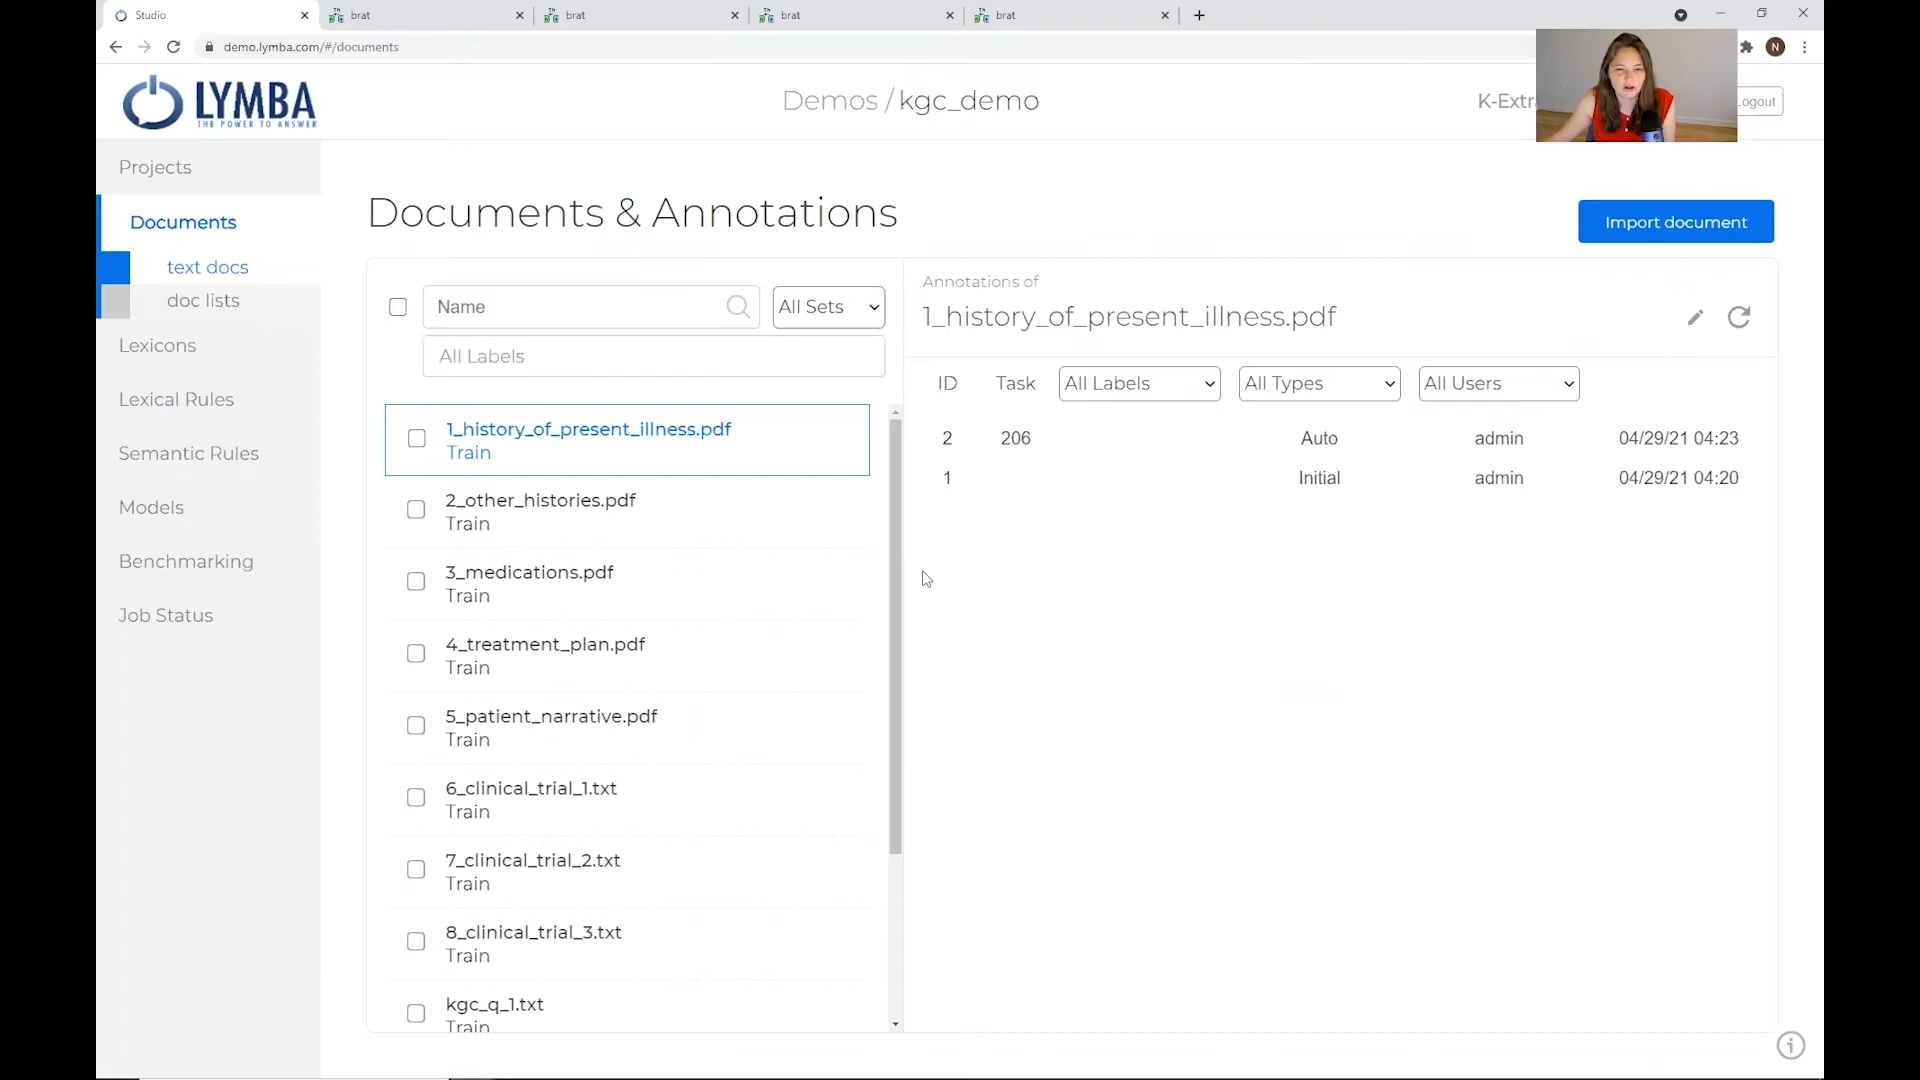 Studio
brat
brat
brat
brat
demo.lymba.com/#/documents
N
LYMBA
THE POWER TO ANSWER
Demos / kgc_demo
K-Extr
Logout
Projects
Documents
text docs
doc lists
Lexicons
Lexical Rules
Semantic Rules
Models
Benchmarking
Job Status
Documents & Annotations
Import document
Name
All Sets
All Labels
1_history_of_present_illness.pdf
Train
2_other_histories.pdf
Train
3_medications.pdf
Train
4_treatment_plan.pdf
Train
5_patient_narrative.pdf
Train
6_clinical_trial_1.txt
Train
7_clinical_trial_2.txt
Train
8_clinical_trial_3.txt
Train
kgc_q_1.txt
Train
Annotations of
1_history_of_present_illness.pdf
ID Task All Labels All Types All Users
2 206 Auto admin 04/29/21 04:23
1 Initial admin 04/29/21 04:20